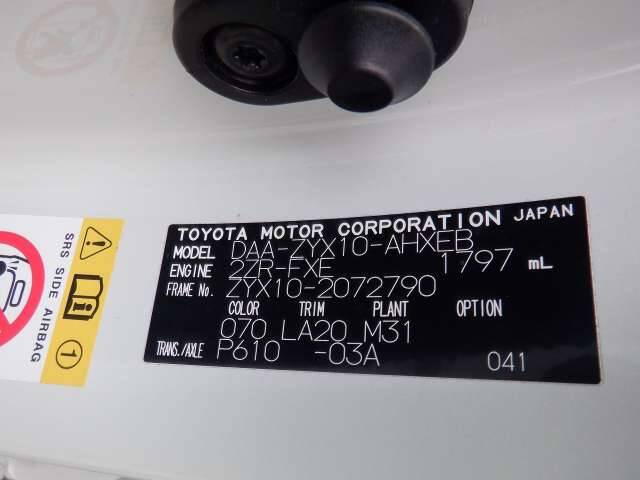 TOYOTA MOTOR CORPORATION JAPAN
MODEL DAA-ZYX10-AHXEB
ENGINE 2ZR-FXE 1797 mL
FRAME No. ZYX10-2072790
COLOR TRIM PLANT OPTION
070 LA20 M31
TRANS./AXLE P610 -03A 041
SRS SIDE AIRBAG
1